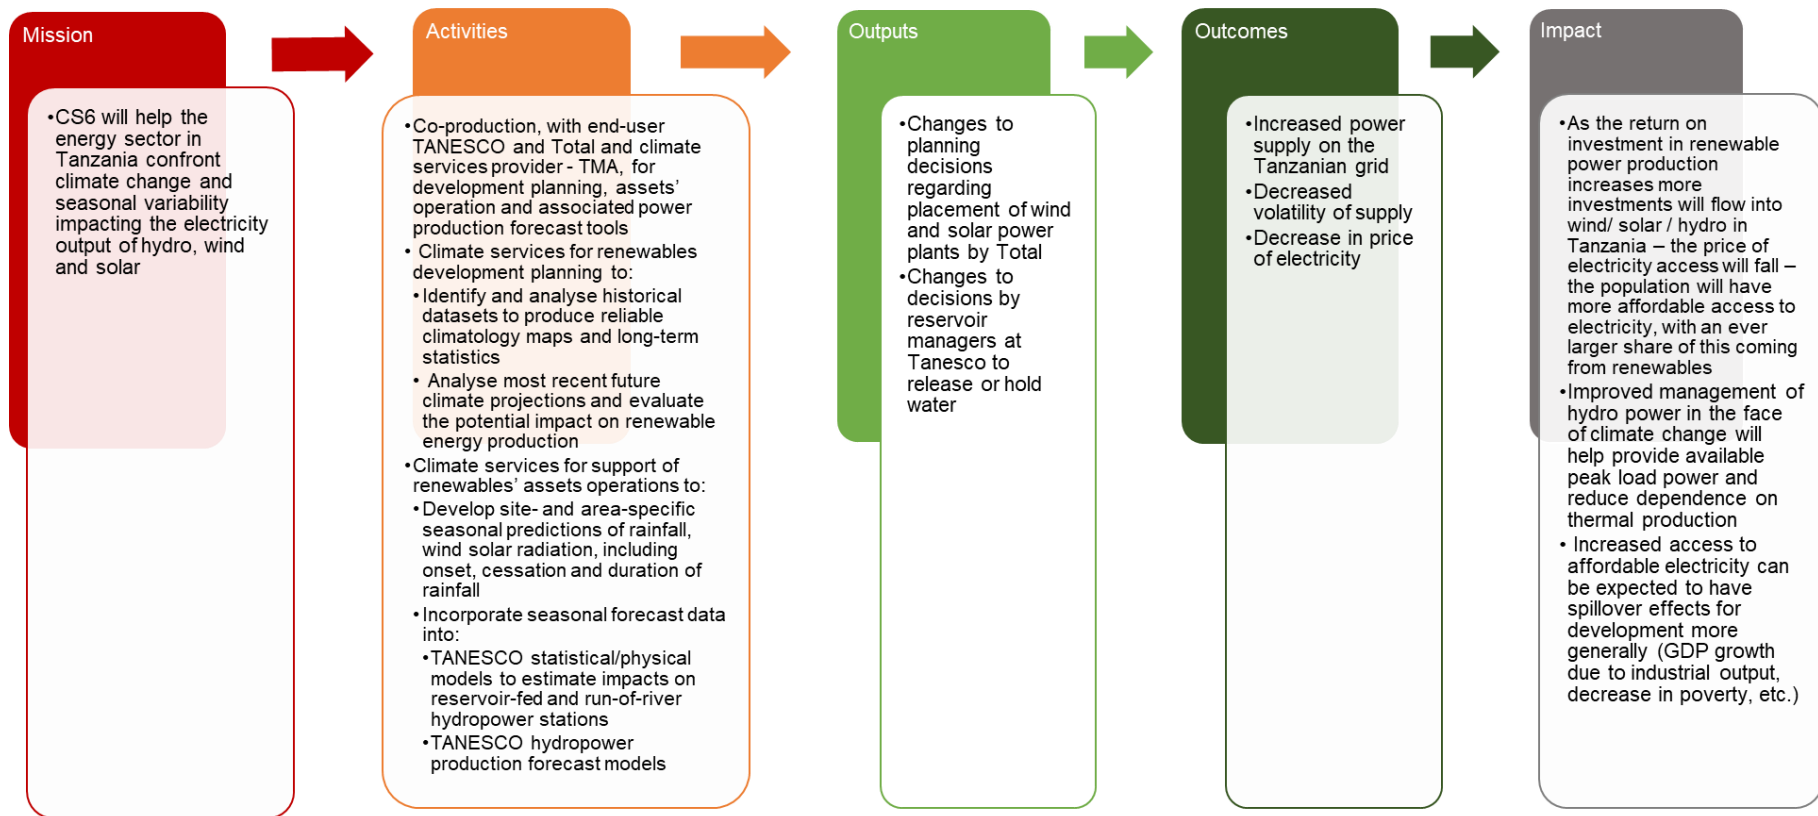 Mission
•CS6 will help the
energy sector in
Tanzania confront
climate change and
seasonal variability
impacting the electricity
output of hydro, wind
and solar
Activities
•Co-production, with end-user
TANESCO and Total and climate
services provider - TMA, for
development planning, assets’
operation and associated power
production forecast tools
• Climate services for renewables
development planning to:
•Identify and analyse historical
datasets to produce reliable
climatology maps and long-term
statistics
• Analyse most recent future
climate projections and evaluate
the potential impact on renewable
energy production
•Climate services for support of
renewables’ assets operations to:
•Develop site- and area-specific
seasonal predictions of rainfall,
wind solar radiation, including
onset, cessation and duration of
rainfall
•Incorporate seasonal forecast data
into:
•TANESCO statistical/physical
models to estimate impacts on
reservoir-fed and run-of-river
hydropower stations
•TANESCO hydropower
production forecast models
Outputs
•Changes to
planning
decisions
regarding
placement of wind
and solar power
plants by Total
•Changes to
decisions by
reservoir
managers at
Tanesco to
release or hold
water
Outcomes
•Increased power
supply on the
Tanzanian grid
•Decreased
volatility of supply
•Decrease in price
of electricity
Impact
•As the return on
investment in renewable
power production
increases more
investments will flow into
wind/ solar / hydro in
Tanzania – the price of
electricity access will fall –
the population will have
more affordable access to
electricity, with an ever
larger share of this coming
from renewables
•Improved management of
hydro power in the face
of climate change will
help provide available
peak load power and
reduce dependence on
thermal production
• Increased access to
affordable electricity can
be expected to have
spillover effects for
development more
generally (GDP growth
due to industrial output,
decrease in poverty, etc.)